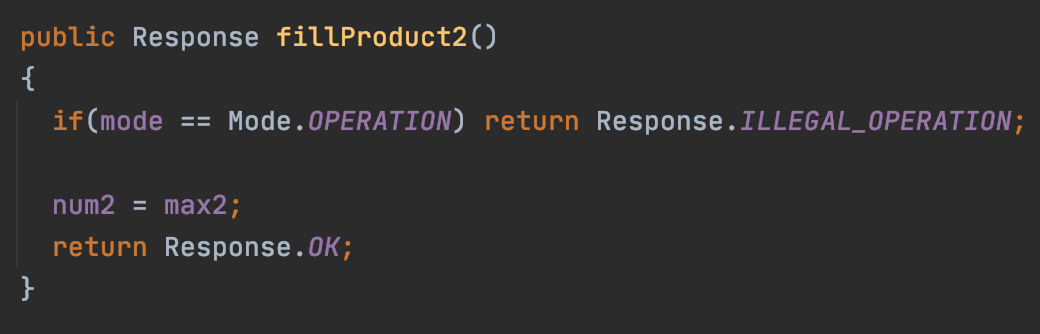 public Response fillProduct2()
{
if(mode == Mode.OPERATION) return Response.ILLEGAL_OPERATION;
num2 = max2;
return Response.OK;
}